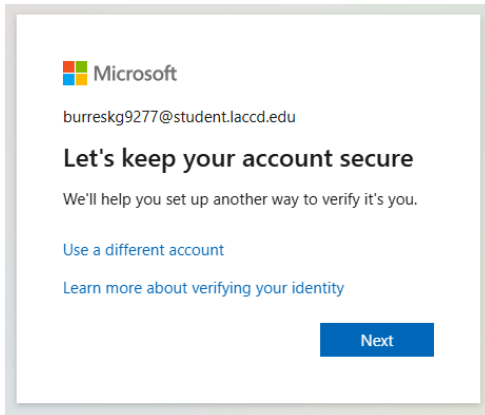 Microsoft
burreskg9277@student.laccd.edu
Let's keep your account secure
We'll help you set up another way to verify it's you.
Use a different account
Learn more about verifying your identity
Next